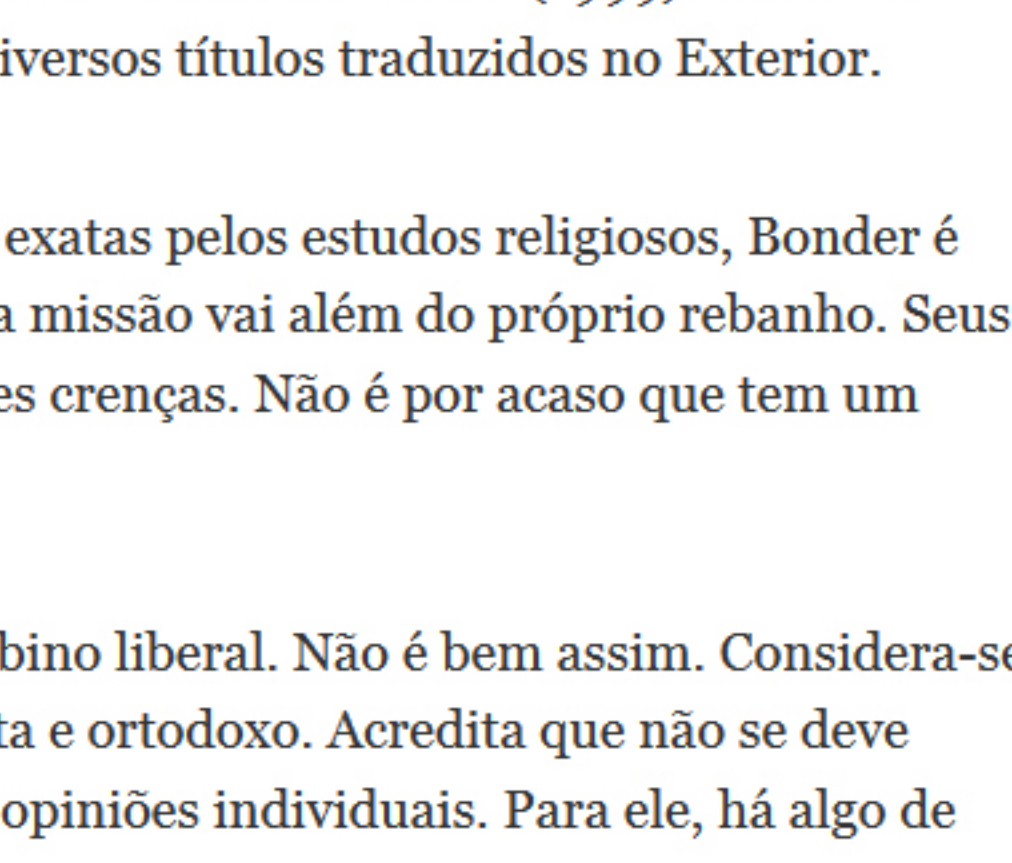 iversos títulos traduzidos no Exterior.
exatas pelos estudos religiosos, Bonder é
a missão vai além do próprio rebanho. Seus
es crenças. Não é por acaso que tem um
bino liberal. Não é bem assim. Considera-se
ta e ortodoxo. Acredita que não se deve
opiniões individuais. Para ele, há algo de